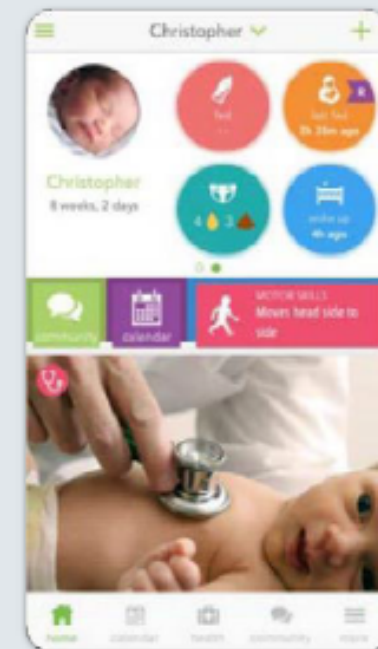 Christopher
fed
--
R
last fed
2h 35m ago
Christopher
8 weeks, 2 days
4 3
woke up
4h ago
community
calendar
MOTOR SKILLS
Moves head side to
side
home
calendar
health
community
more